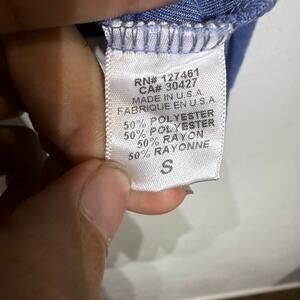 RN# 127461
CA# 30427
MADE IN U.S.A
FABRIQUE EN U.S.A.
50% POLYESTER
50% POLYESTER
50% RAYON
50% RAYONNE
S